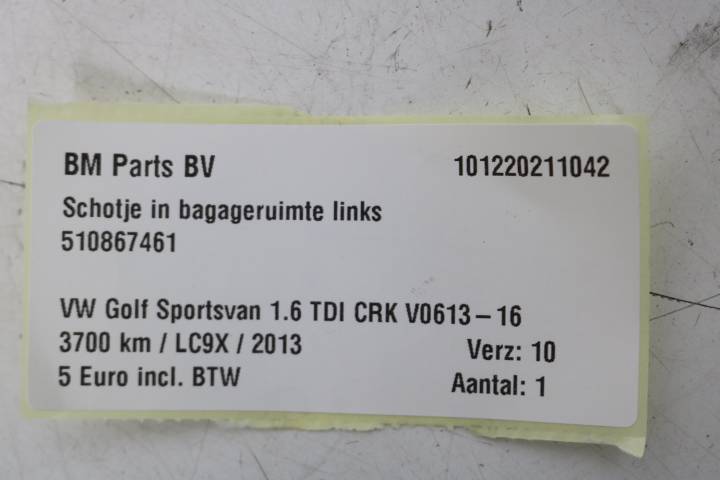 BM Parts BV 101220211042
Schotje in bagageruimte links
510867461
VW Golf Sportsvan 1.6 TDI CRK V0613-16
3700 km / LC9X / 2013 Verz: 10
5 Euro incl. BTW Aantal: 1